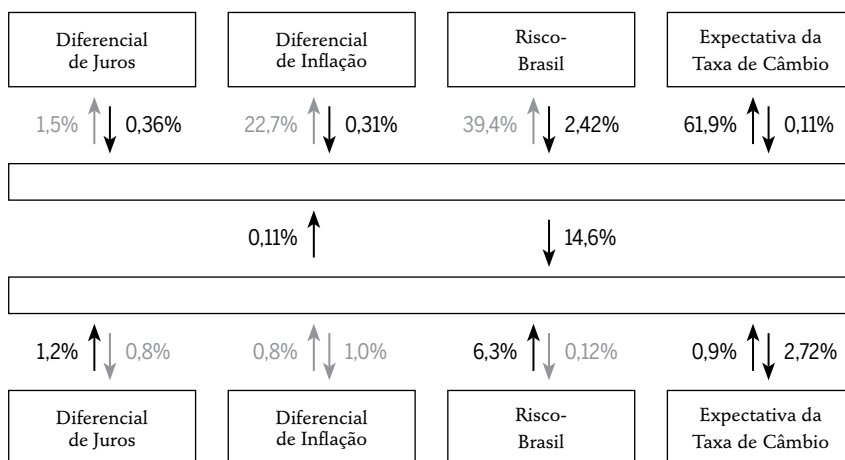 Diferencial
de Juros
Diferencial
de Inflação
Risco-
Brasil
Expectativa da
Taxa de Câmbio
1,5% 0,36% 22,7% 0,31% 39,4% 2,42% 61,9% 0,11%
0,11% 14,6%
1,2% 0,8% 0,8% 1,0% 6,3% 0,12% 0,9% 2,72%
Diferencial
de Juros
Diferencial
de Inflação
Risco-
Brasil
Expectativa da
Taxa de Câmbio